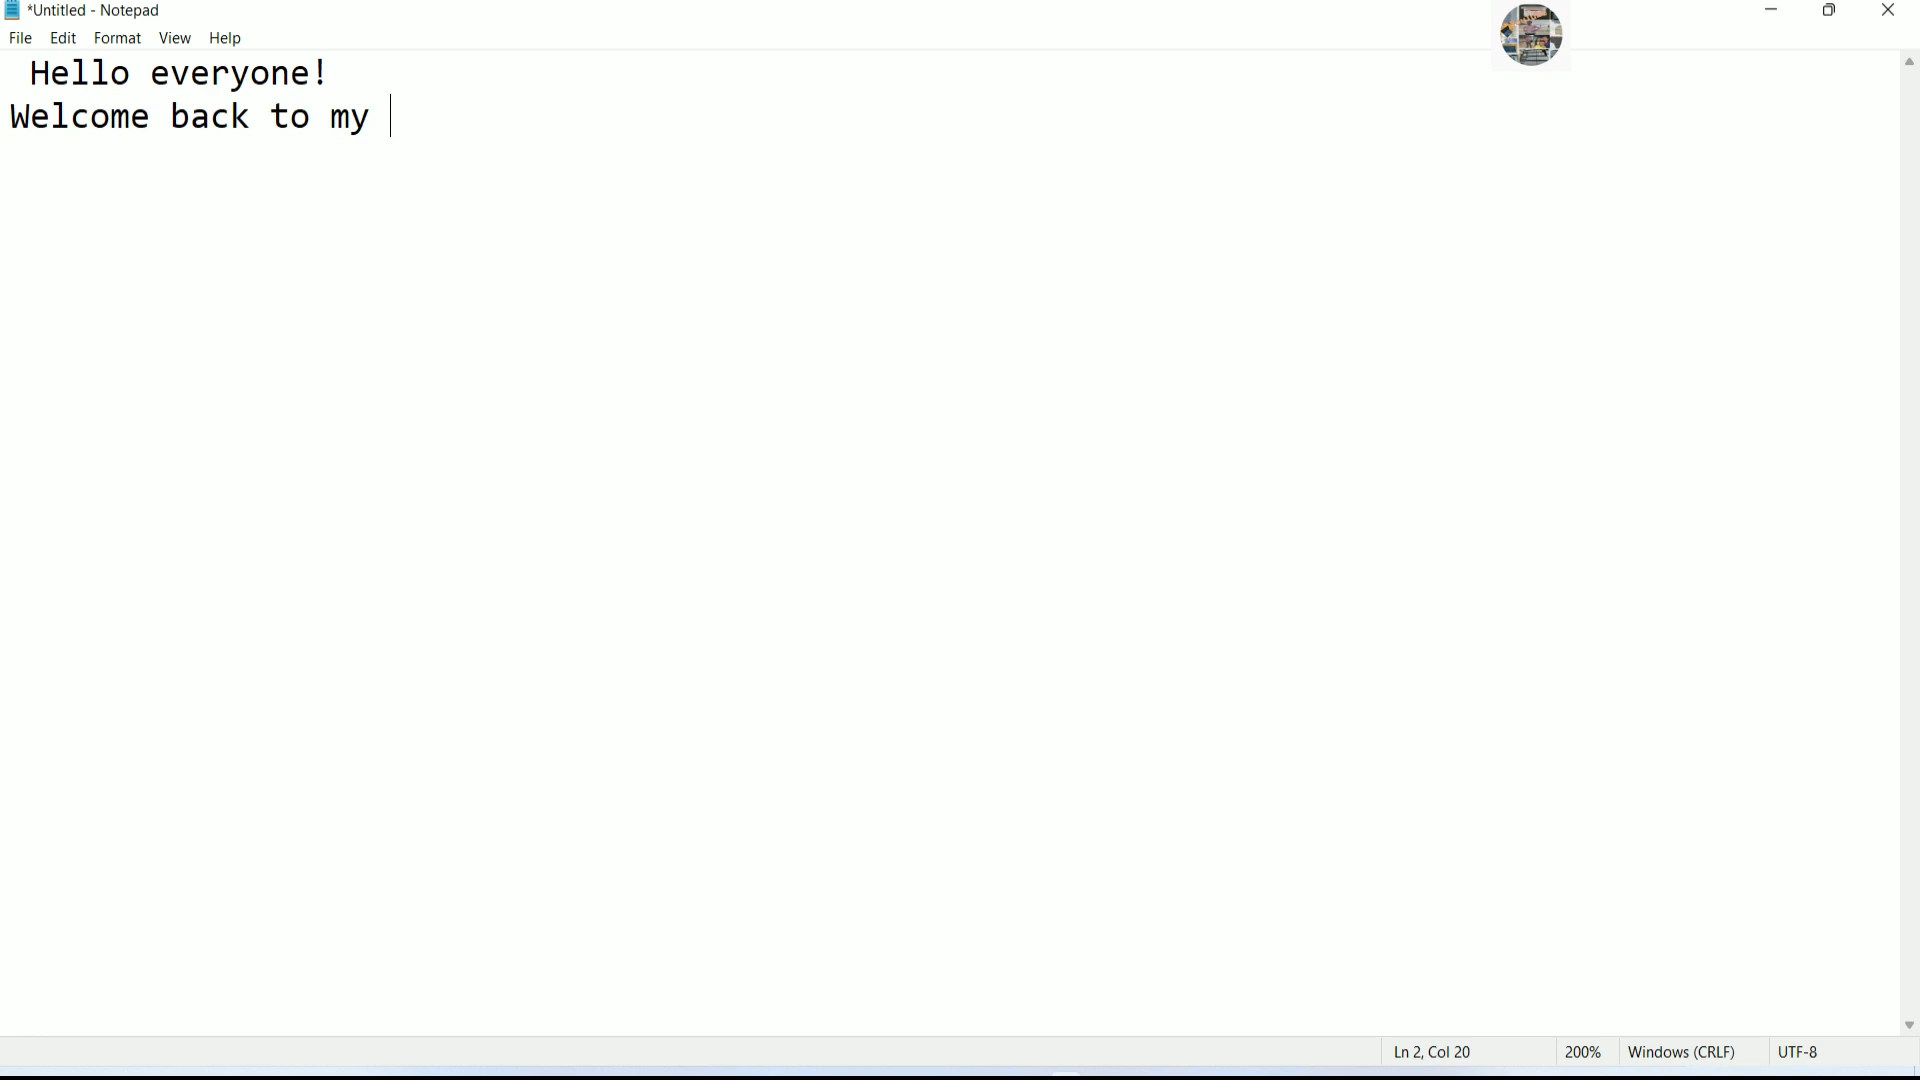 *Untitled - Notepad
File Edit Format View Help
Hello everyone!
Welcome back to my
Ln 2, Col 20 200% Windows (CRLF) UTF-8